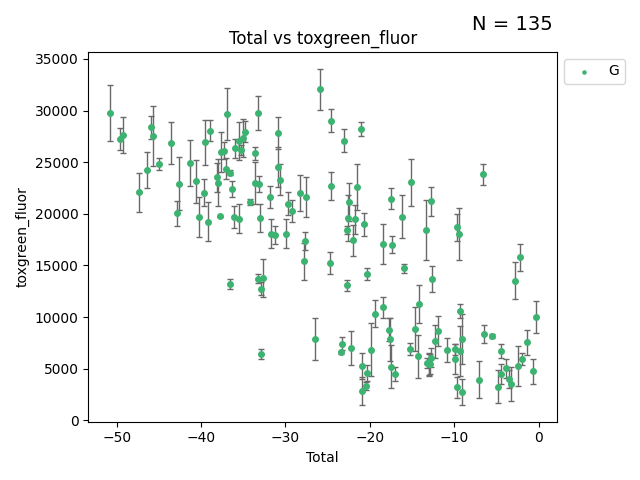 N = 135
Total vs toxgreen_fluor
G
toxgreen_fluor
35000
30000
25000
20000
15000
10000
5000
0
−50 −40 −30 −20 −10 0
Total